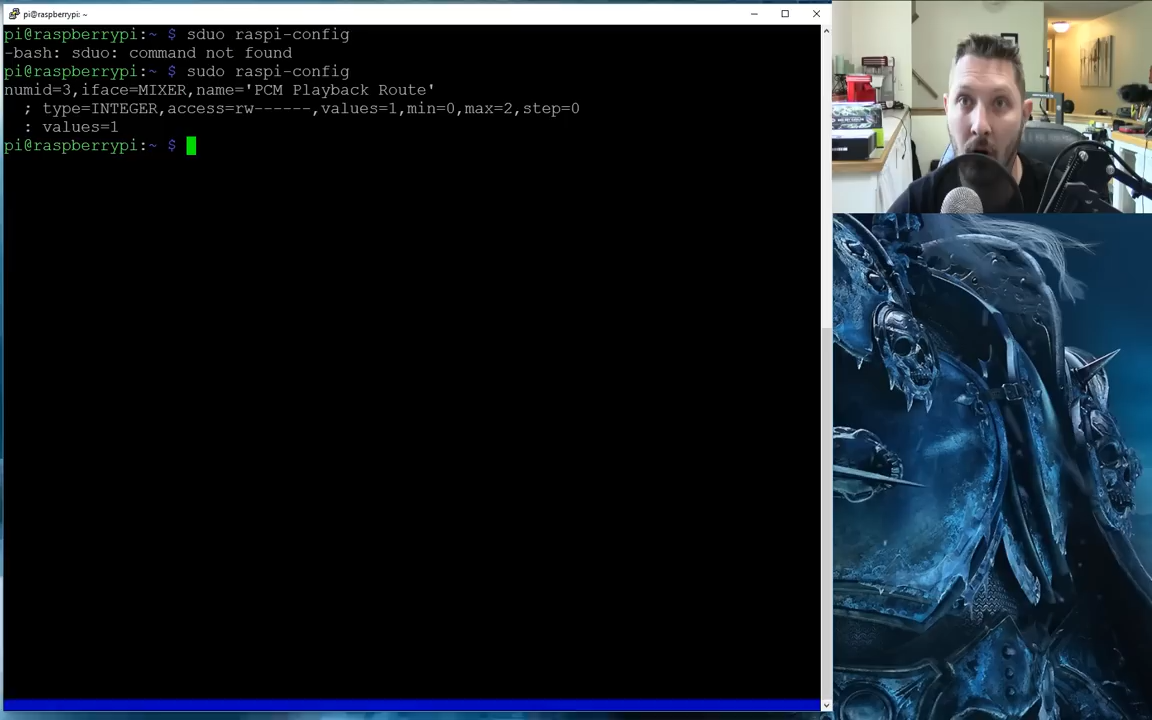 pi@raspberrypi: ~
pi@raspberrypi:~ $ sduo raspi-config
-bash: sduo: command not found
pi@raspberrypi:~ $ sudo raspi-config
numid=3,iface=MIXER,name='PCM Playback Route'
  ; type=INTEGER,access=rw------,values=1,min=0,max=2,step=0
  : values=1
pi@raspberrypi:~ $